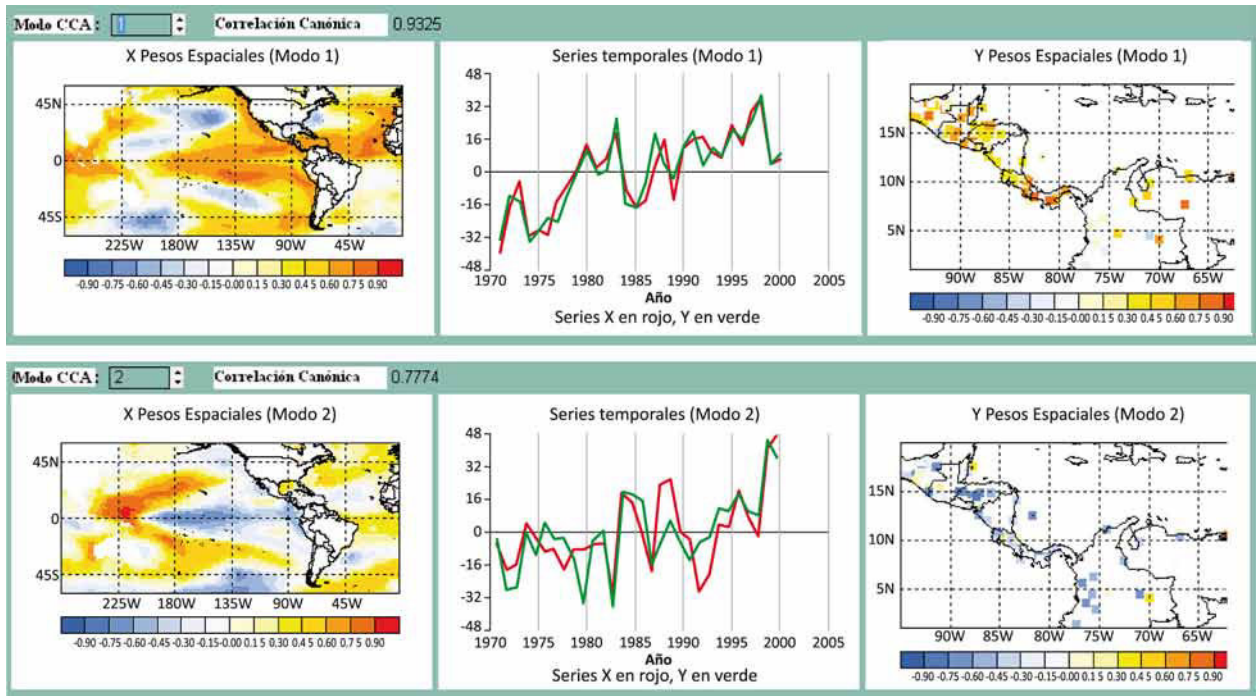 Modo CCA: 1 Correlación Canónica 0.9325
X Pesos Espaciales (Modo 1)
45N
0
45S
225W 180W 135W 90W 45W
-0.90 -0.75 -0.60 -0.45 -0.30 -0.15 -0.00 0.15 0.30 0.45 0.60 0.75 0.90
Series temporales (Modo 1)
48
32
16
0
-16
-32
-48
1970 1975 1980 1985 1990 1995 2000 2005
Año
Series X en rojo, Y en verde
Y Pesos Espaciales (Modo 1)
15N
10N
5N
90W 85W 80W 75W 70W 65W
-0.90 -0.75 -0.60 -0.45 -0.30 -0.15 -0.00 0.15 0.30 0.45 0.60 0.75 0.90
Modo CCA: 2 Correlación Canónica 0.7774
X Pesos Espaciales (Modo 2)
45N
0
45S
225W 180W 135W 90W 45W
-0.90 -0.75 -0.60 -0.45 -0.30 -0.15 -0.00 0.15 0.30 0.45 0.60 0.75 0.90
Series temporales (Modo 2)
48
32
16
0
-16
-32
-48
1970 1975 1980 1985 1990 1995 2000 2005
Año
Series X en rojo, Y en verde
Y Pesos Espaciales (Modo 2)
15N
10N
5N
90W 85W 80W 75W 70W 65W
-0.90 -0.75 -0.60 -0.45 -0.30 -0.15 -0.00 0.15 0.30 0.45 0.60 0.75 0.90